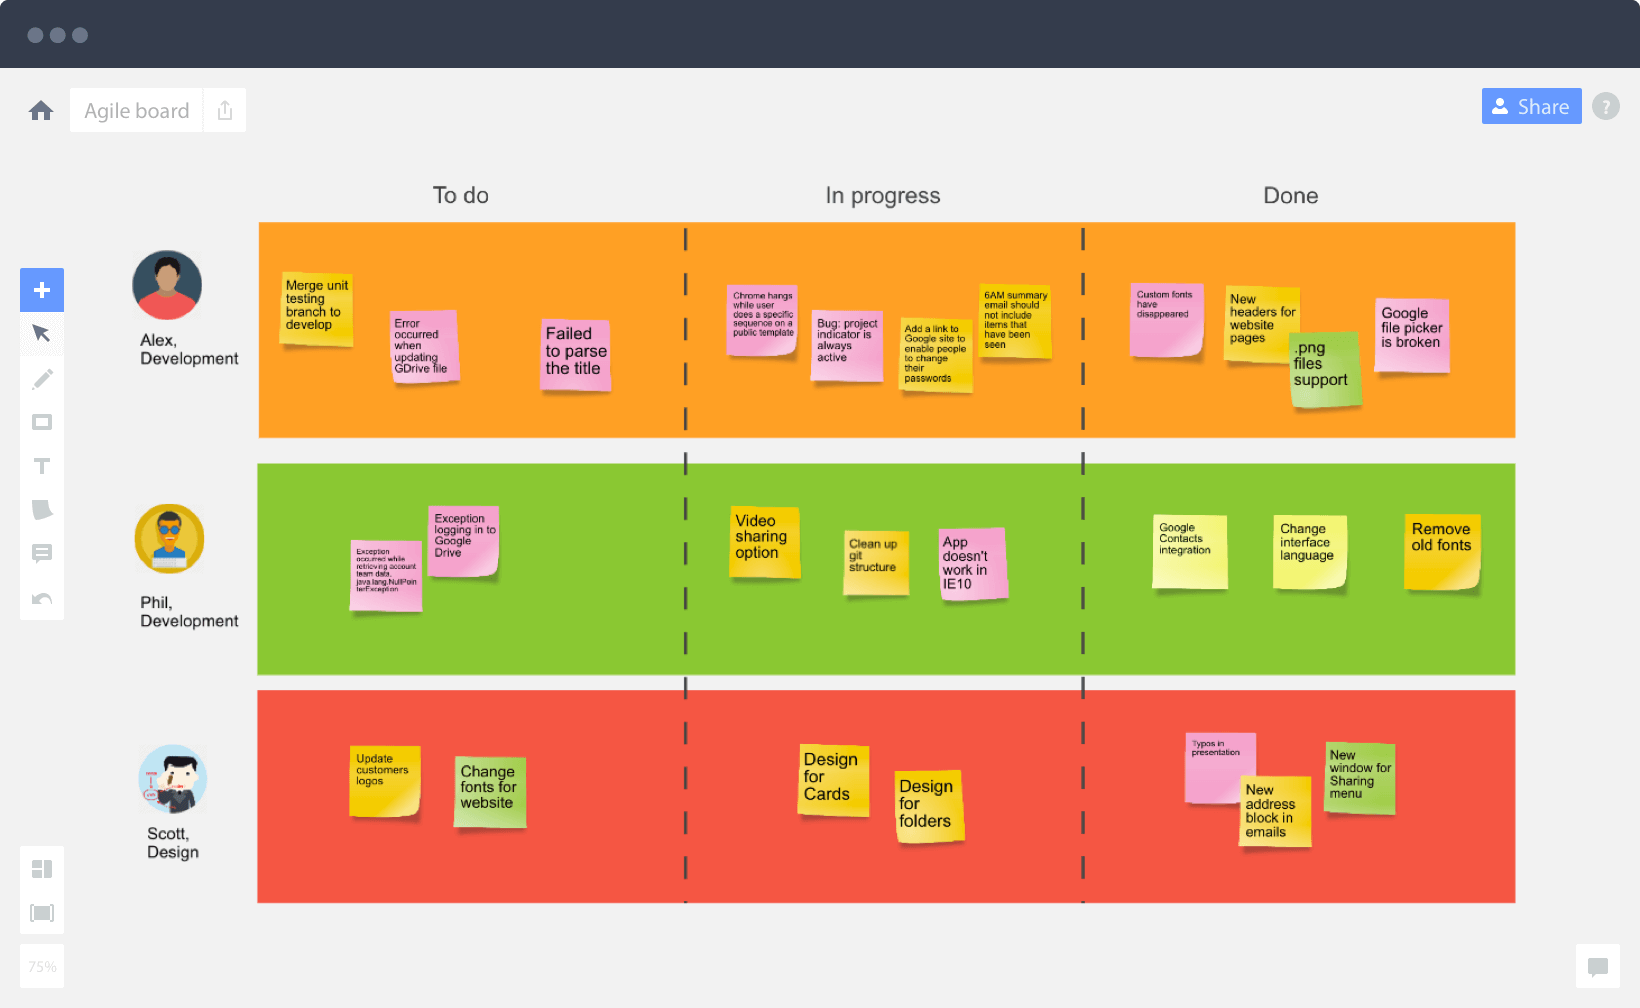 Agile board
Share
?
To do
In progress
Done
Alex,
Development
Merge unit
testing
branch to
develop
Error
occurred
when
updating
GDrive file
Failed
to parse
the title
Chrome hangs
while user
does a specific
sequence on a
public template
Bug: project
indicator is
always
active
Add a link to
Google site to
enable people
to change
their
passwords
6AM summary
email should
not include
items that
have been
seen
Custom fonts
have
disappeared
New
headers for
website
pages
.png
files
support
Google
file picker
is broken
Phil,
Development
Exception
occurred while
retrieving account
team data.
java.lang.NullPoin
terException
Exception
logging in to
Google
Drive
Video
sharing
option
Clean up
git
structure
App
doesn't
work in
IE10
Google
Contacts
integration
Change
interface
language
Remove
old fonts
Scott,
Design
Update
customers
logos
Change
fonts for
website
Design
for
Cards
Design
for
folders
Typos in
presentation
New
address
block in
emails
New
window for
Sharing
menu
75%